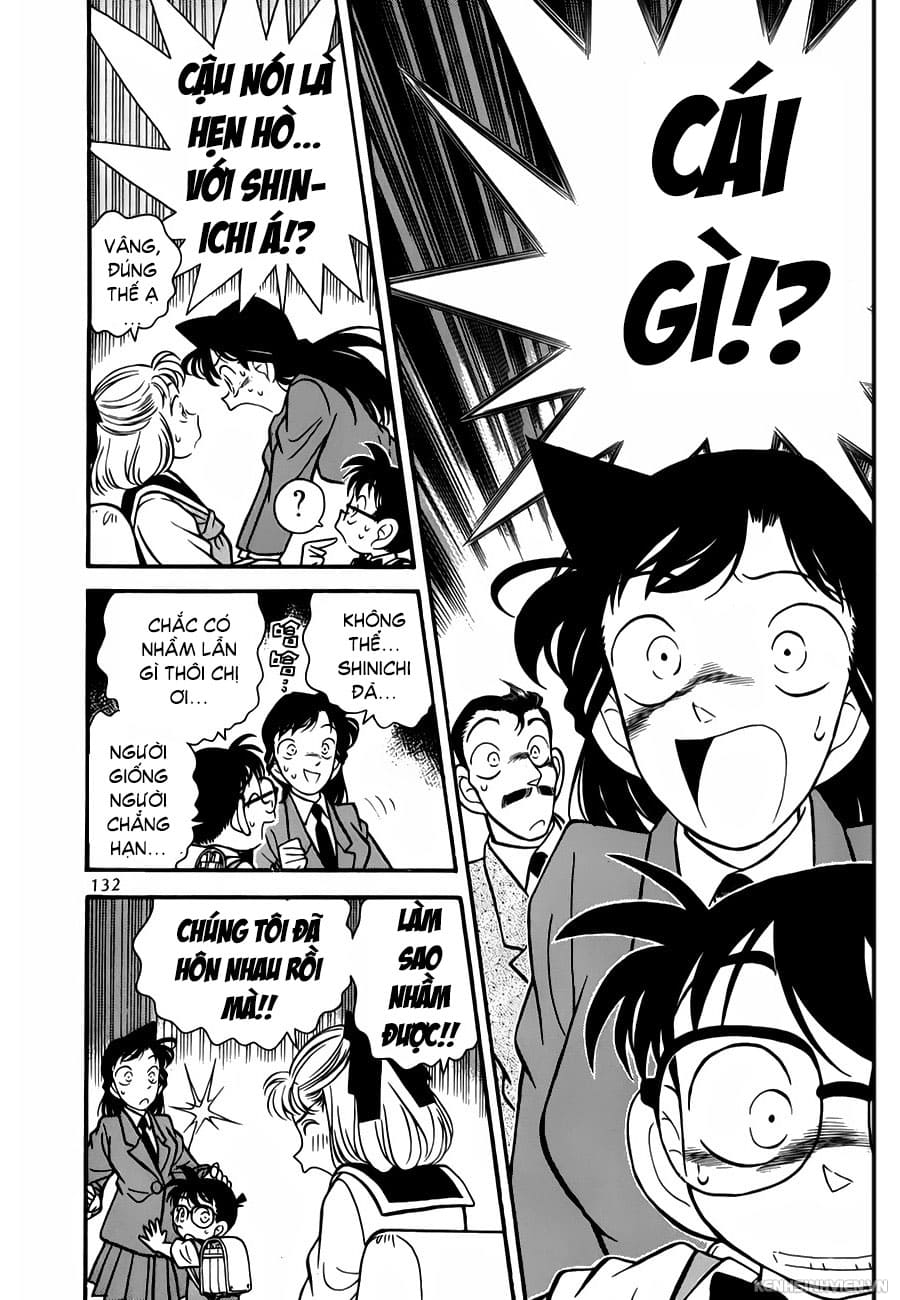 CÁI
GÌ!?
CẬU NÓI LÀ
HẸN HÒ...
VỚI SHIN-
ICHI Á!?
VÂNG,
ĐÚNG
THẾ Ạ
...
?
KHÔNG
THỂ...
SHINICHI
ĐÃ...
CHẮC CÓ
NHẦM LẪN
GÌ THÔI CHỊ
ƠI...
NGƯỜI
GIỐNG
NGƯỜI
CHẲNG
HẠN...
132
LÀM
SAO
NHẦM
ĐƯỢC!!
CHÚNG TÔI ĐÃ
HÔN NHAU RỒI
MÀ!!
KENHSINHVIEN.VN